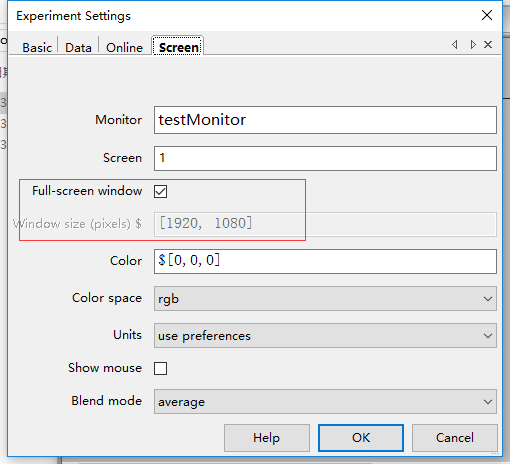 Experiment Settings
Basic Data Online Screen
Monitor testMonitor
Screen 1
Full-screen window
Window size (pixels) $ [1920, 1080]
Color $[0,0,0]
Color space rgb
Units use preferences
Show mouse
Blend mode average
Help OK Cancel